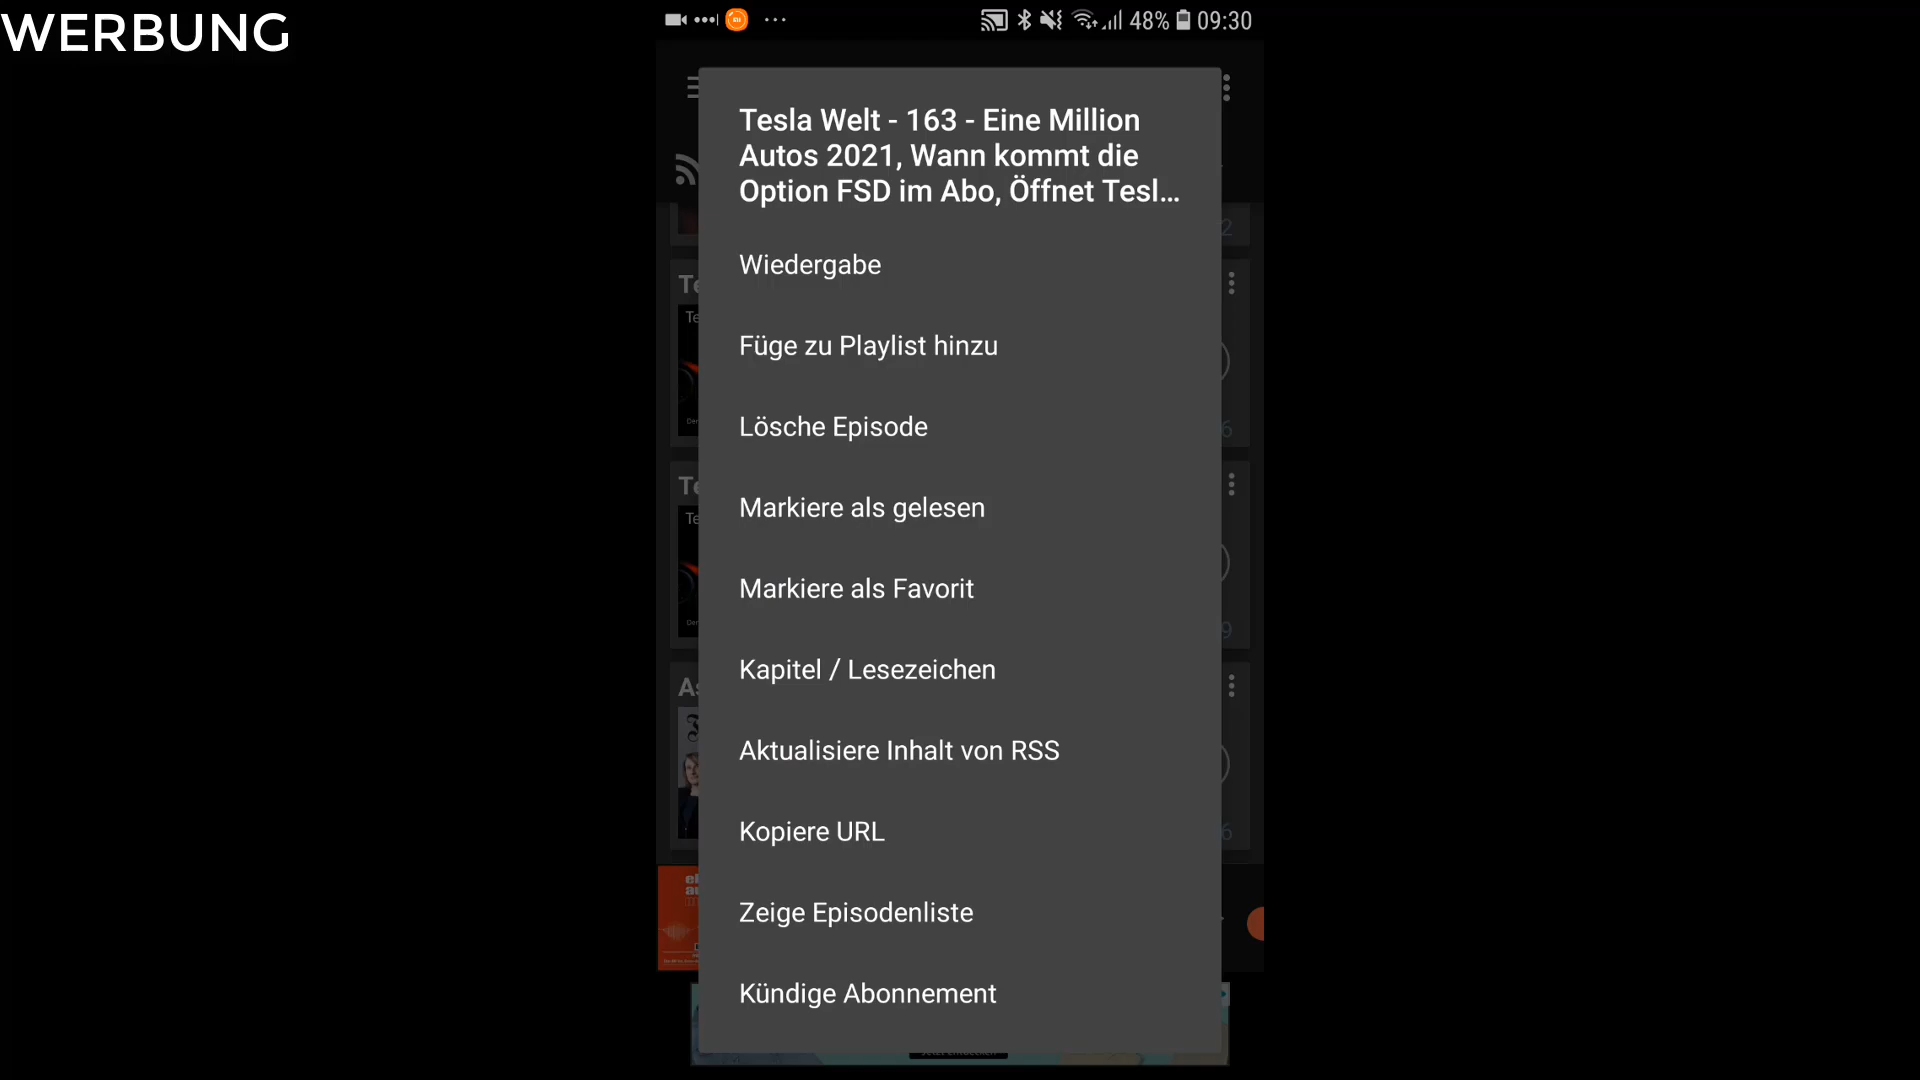 WERBUNG
48% 09:30
Tesla Welt - 163 - Eine Million
Autos 2021, Wann kommt die
Option FSD im Abo, Öffnet Tesl...
Wiedergabe
Füge zu Playlist hinzu
Lösche Episode
Markiere als gelesen
Markiere als Favorit
Kapitel / Lesezeichen
Aktualisiere Inhalt von RSS
Kopiere URL
Zeige Episodenliste
Kündige Abonnement